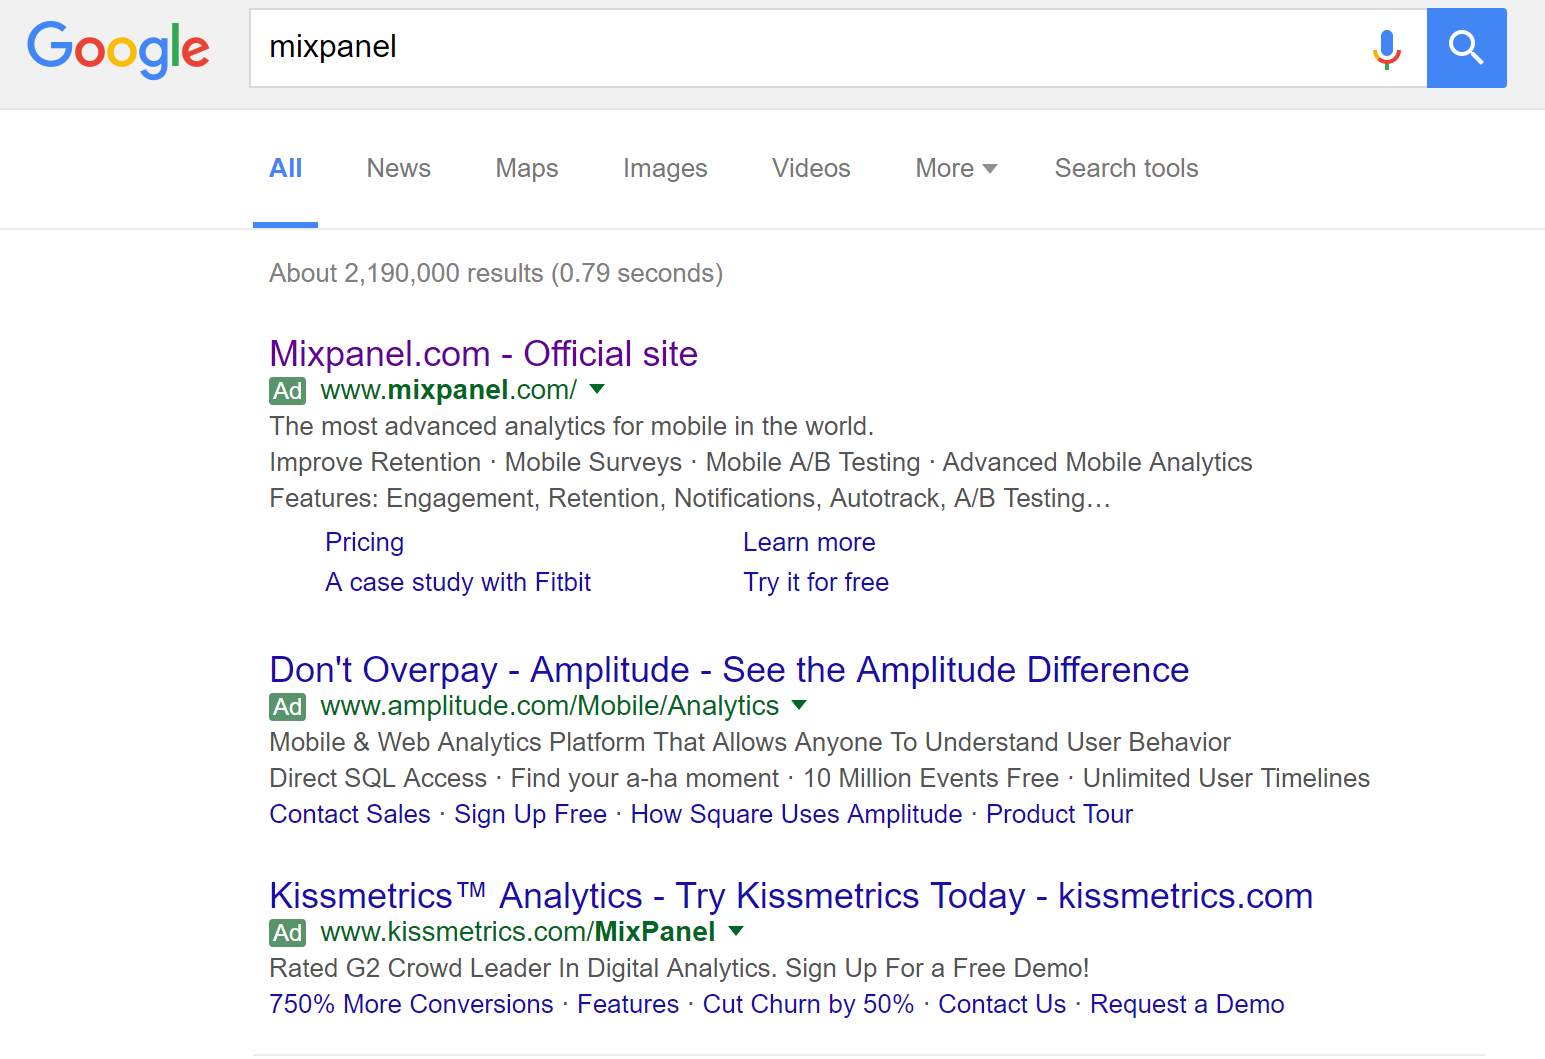 Google
mixpanel
All News Maps Images Videos More Search tools
About 2,190,000 results (0.79 seconds)
Mixpanel.com - Official site
Ad www.mixpanel.com/
The most advanced analytics for mobile in the world.
Improve Retention · Mobile Surveys · Mobile A/B Testing · Advanced Mobile Analytics
Features: Engagement, Retention, Notifications, Autotrack, A/B Testing…
Pricing Learn more
A case study with Fitbit Try it for free
Don't Overpay - Amplitude - See the Amplitude Difference
Ad www.amplitude.com/Mobile/Analytics
Mobile & Web Analytics Platform That Allows Anyone To Understand User Behavior
Direct SQL Access · Find your a-ha moment · 10 Million Events Free · Unlimited User Timelines
Contact Sales · Sign Up Free · How Square Uses Amplitude · Product Tour
Kissmetrics™ Analytics - Try Kissmetrics Today - kissmetrics.com
Ad www.kissmetrics.com/MixPanel
Rated G2 Crowd Leader In Digital Analytics. Sign Up For a Free Demo!
750% More Conversions · Features · Cut Churn by 50% · Contact Us · Request a Demo